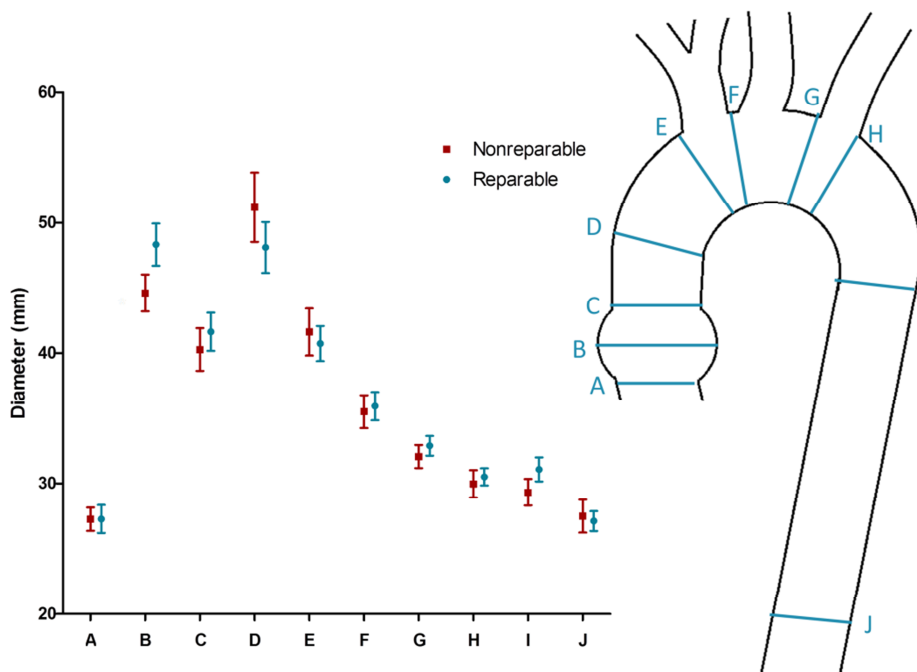 60
50
40
30
20
Diameter (mm)
Nonreparable
Reparable
A B C D E F G H I J
E
F
G
H
D
C
B
A
J